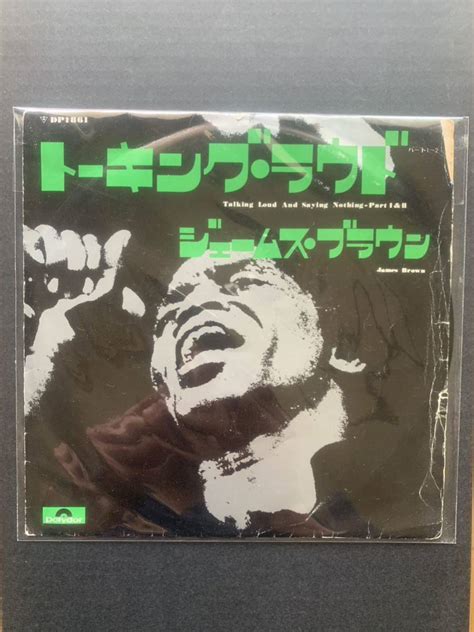 DP1861
トーキング・ラウド
パート1-2
Talking Loud And Saying Nothing-Part I & II
ジェームス・ブラウン
James Brown
Polydor